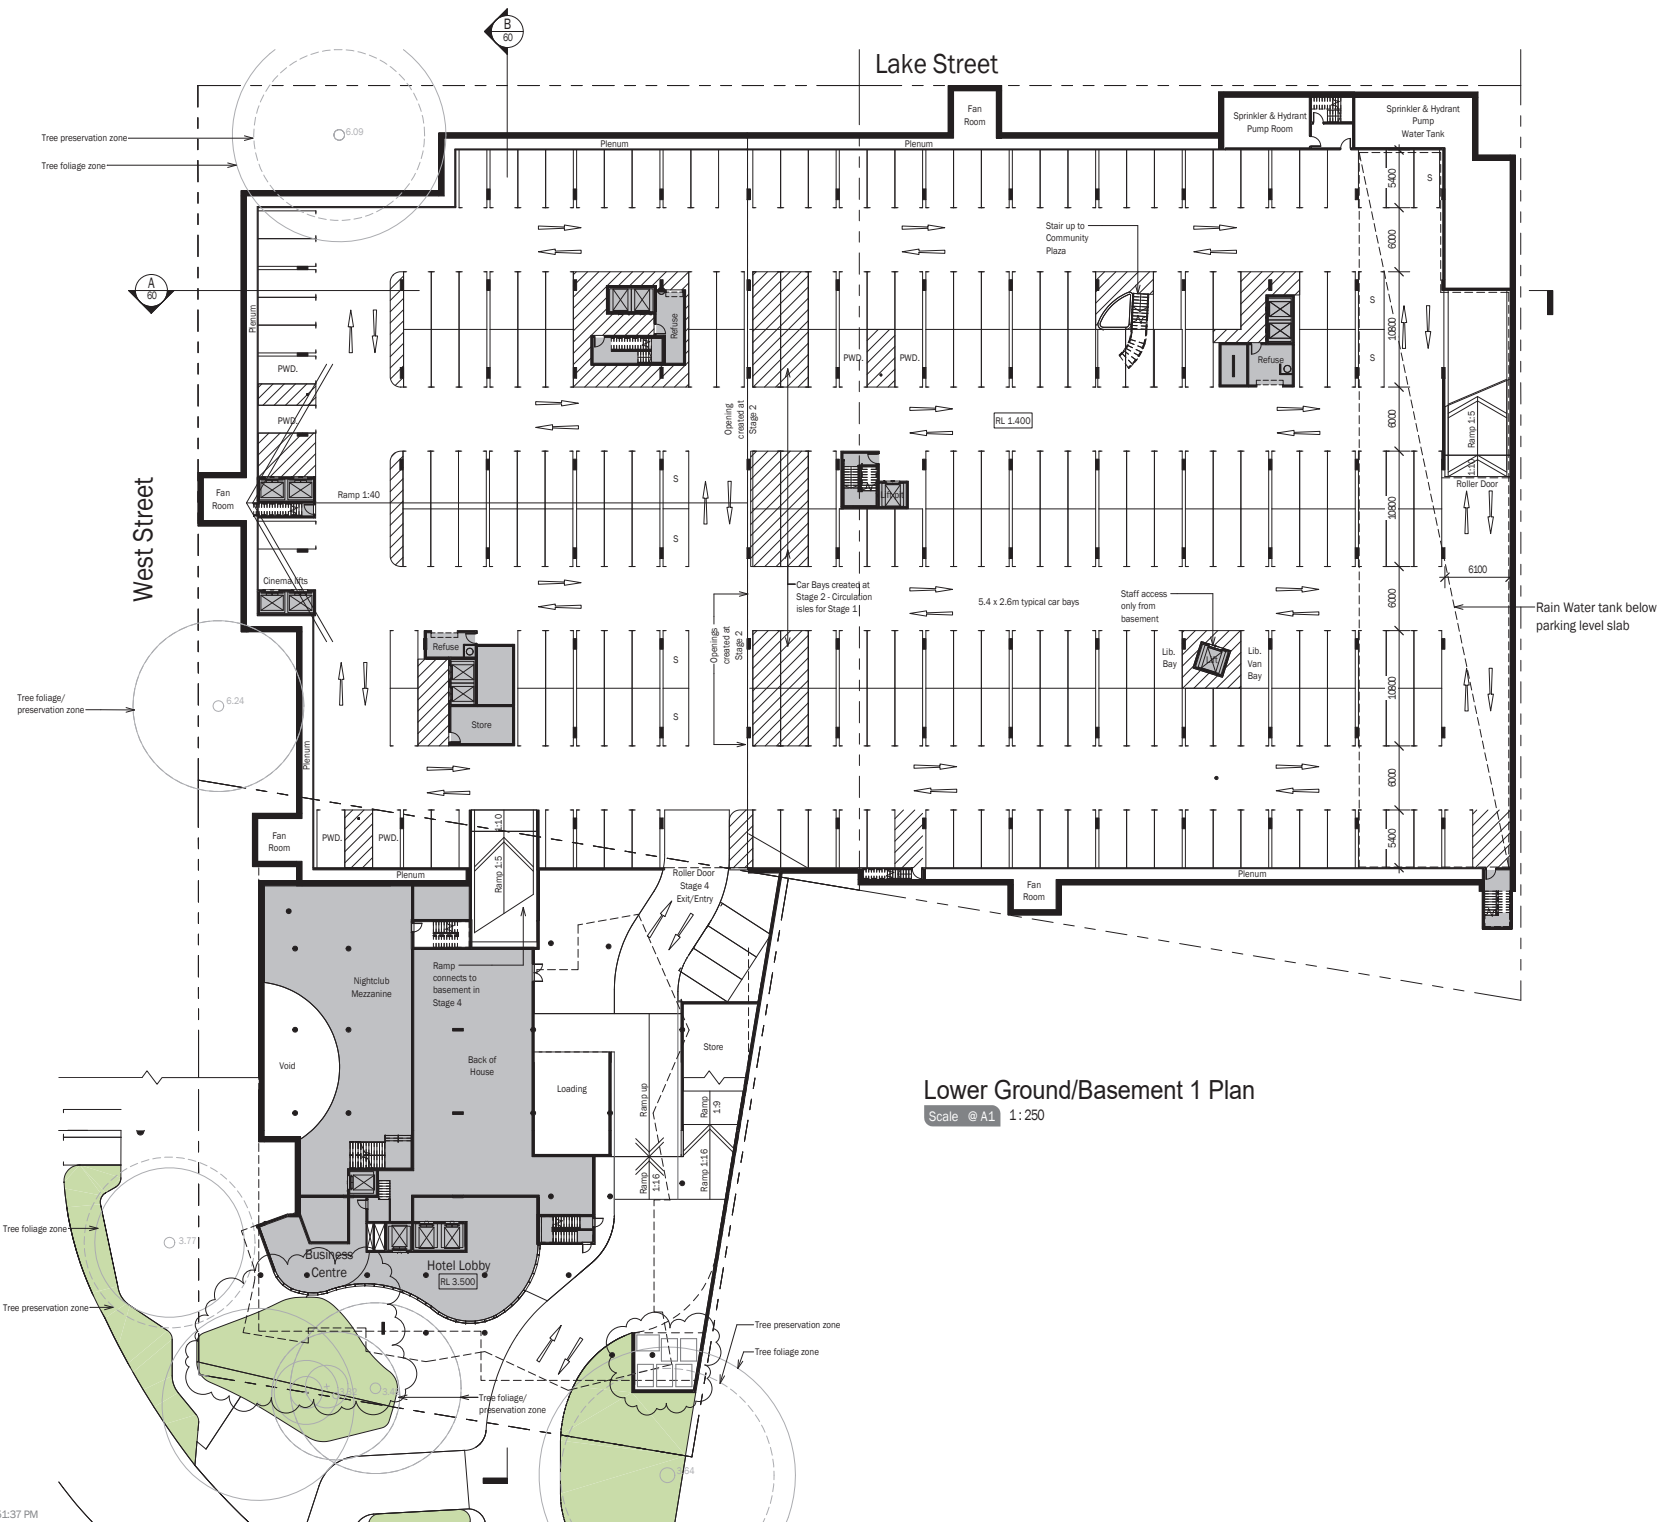 B
60
Lake Street
Fan
Room
Sprinkler & Hydrant
Pump Room
Sprinkler & Hydrant
Pump
Water Tank
6.09
Tree preservation zone
Tree foliage zone
Plenum
Plenum
5400
S
6000
Stair up to
Community
Plaza
A
60
Plenum
Refuse
S
10800
Refuse
S
PWD.
PWD.
PWD.
PWD.
Opening
created at
Stage 2
RL 1.400
6000
Ramp 1:5
1:10
Roller Door
West Street
Fan
Room
Ramp 1:40
S
S
Lift pit
10800
Cinema lifts
Car Bays created at
Stage 2 - Circulation
isles for Stage 1
5.4 x 2.6m typical car bays
Staff access
only from
basement
6000
6100
Rain Water tank below
parking level slab
Openings
created at
Stage 2
Refuse
Store
S
S
Lib.
Bay
Lift
Lib.
Van
Bay
10800
6.24
Tree foliage/
preservation zone
Plenum
6000
Fan
Room
PWD.
PWD.
1:10
Ramp 1:5
5400
Plenum
Roller Door
Stage 4
Exit/Entry
Fan
Room
Plenum
Nightclub
Mezzanine
Ramp
connects to
basement in
Stage 4
Void
Back of
House
Loading
Store
Ramp up
Ramp
1:9
Ramp
1:16
Ramp 1:16
Lower Ground/Basement 1 Plan
Scale @ A1 1 : 250
Tree foliage zone
3.77
Business
Centre
Hotel Lobby
RL 3.500
Tree preservation zone
Tree preservation zone
Tree foliage zone
Tree foliage/
preservation zone
3.64
51:37 PM